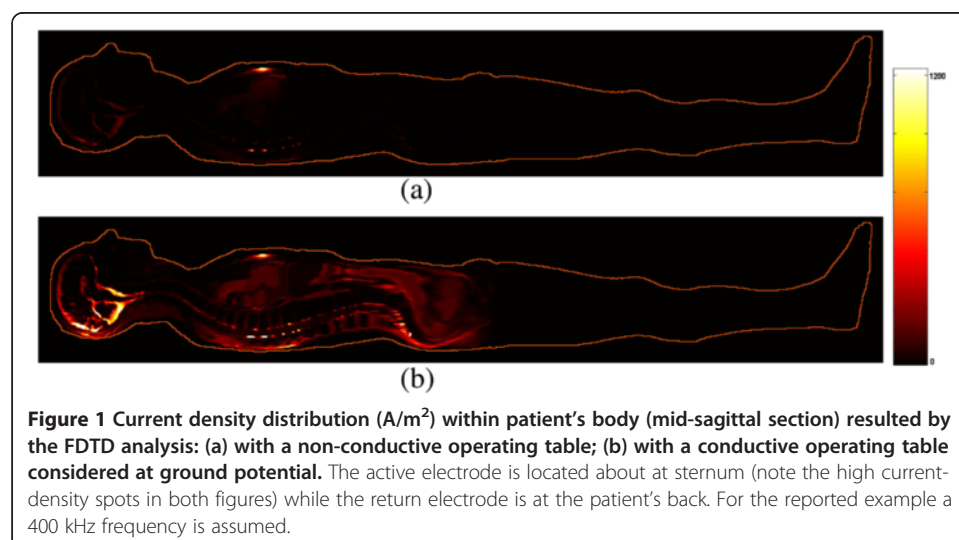 1200
0
(a)
(b)
Figure 1 Current density distribution (A/m²) within patient's body (mid-sagittal section) resulted by
the FDTD analysis: (a) with a non-conductive operating table; (b) with a conductive operating table
considered at ground potential. The active electrode is located about at sternum (note the high current-
density spots in both figures) while the return electrode is at the patient's back. For the reported example a
400 kHz frequency is assumed.